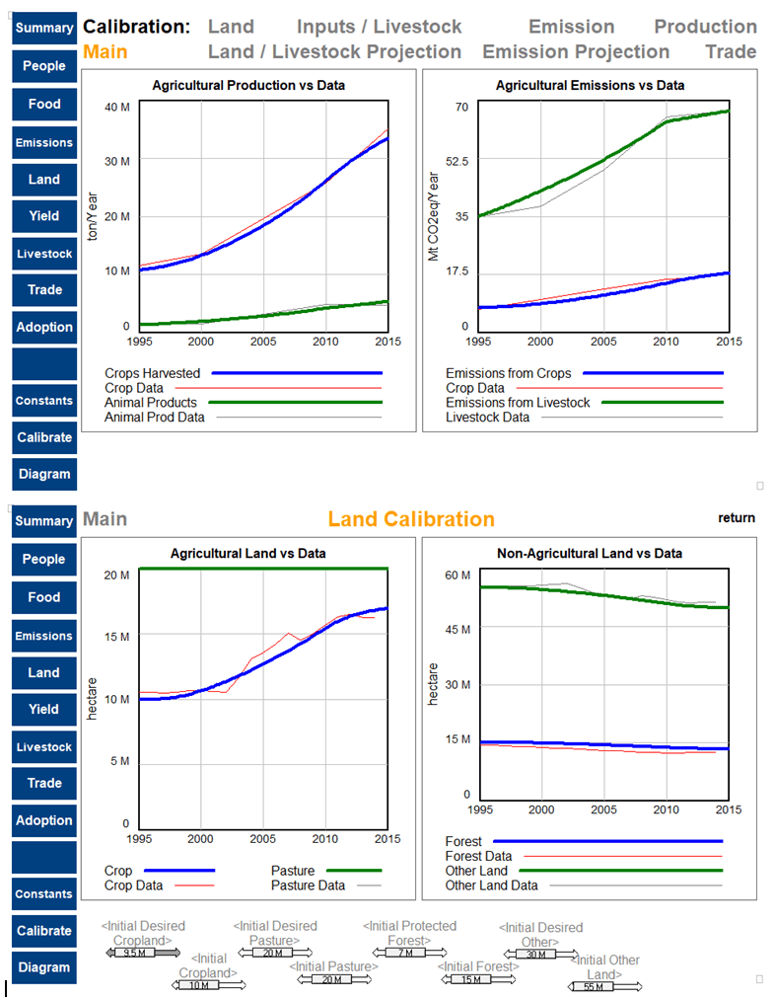 Summary
People
Food
Emissions
Land
Yield
Livestock
Trade
Adoption
Constants
Calibrate
Diagram
Calibration: Land Inputs / Livestock Emission Production
Main Land / Livestock Projection Emission Projection Trade
Agricultural Production vs Data
40 M
30 M
20 M
10 M
0
ton/Year
1995 2000 2005 2010 2015
Crops Harvested
Crop Data
Animal Products
Animal Prod Data
Agricultural Emissions vs Data
70
52.5
35
17.5
0
Mt CO2eq/Year
1995 2000 2005 2010 2015
Emissions from Crops
Crop Data
Emissions from Livestock
Livestock Data
Summary
People
Food
Emissions
Land
Yield
Livestock
Trade
Adoption
Constants
Calibrate
Diagram
Main Land Calibration return
Agricultural Land vs Data
20 M
15 M
10 M
5 M
0
hectare
1995 2000 2005 2010 2015
Crop Pasture
Crop Data Pasture Data
Non-Agricultural Land vs Data
60 M
45 M
30 M
15 M
0
hectare
1995 2000 2005 2010 2015
Forest
Forest Data
Other Land
Other Land Data
<Initial Desired
Cropland>
9.5 M
<Initial
Cropland>
10 M
<Initial Desired
Pasture>
20 M
<Initial Pasture>
20 M
<Initial Protected
Forest>
7 M
<Initial Forest>
15 M
<Initial Desired
Other>
30 M
<Initial Other
Land>
55 M